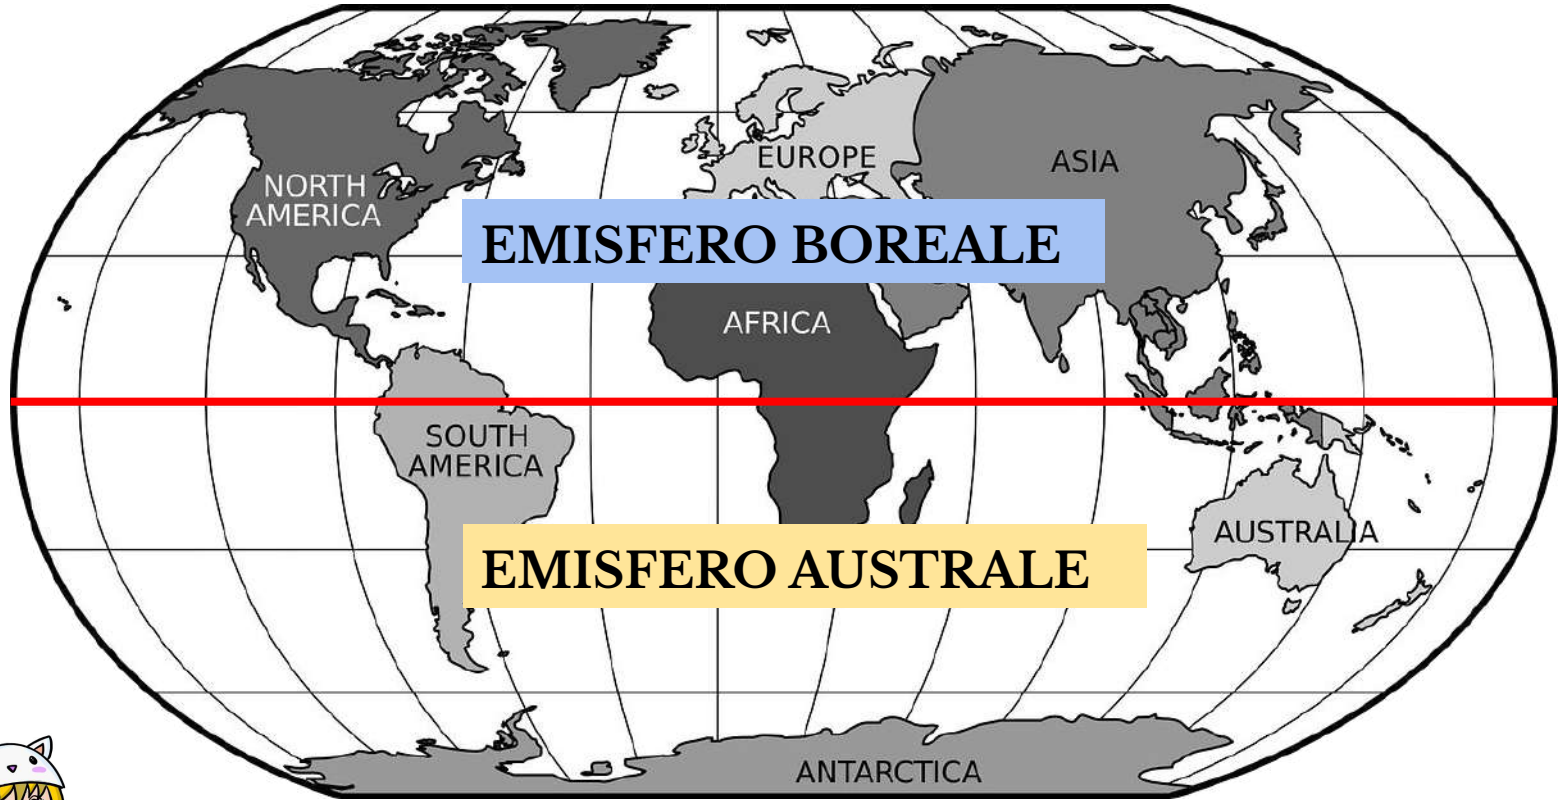 EUROPE
ASIA
NORTH
AMERICA
EMISFERO BOREALE
AFRICA
SOUTH
AMERICA
AUSTRALIA
EMISFERO AUSTRALE
ANTARCTICA